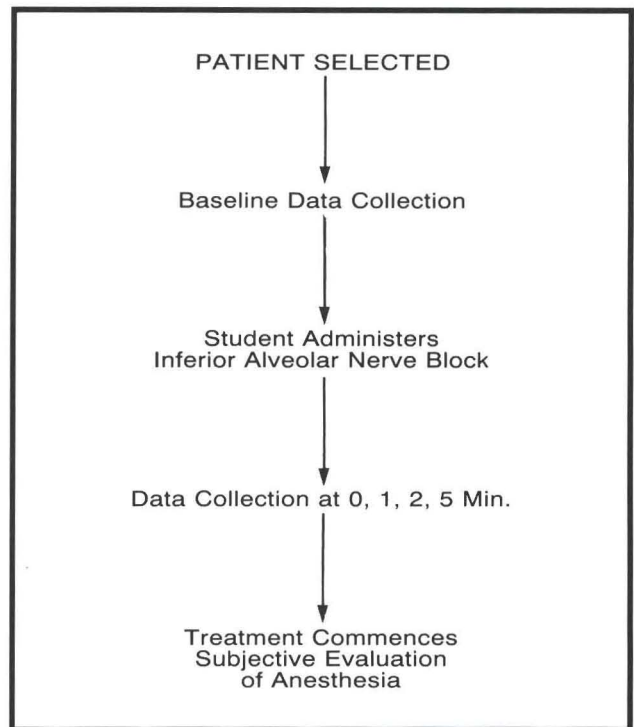 PATIENT SELECTED
Baseline Data Collection
Student Administers
Inferior Alveolar Nerve Block
Data Collection at 0, 1, 2, 5 Min.
Treatment Commences
Subjective Evaluation
of Anesthesia